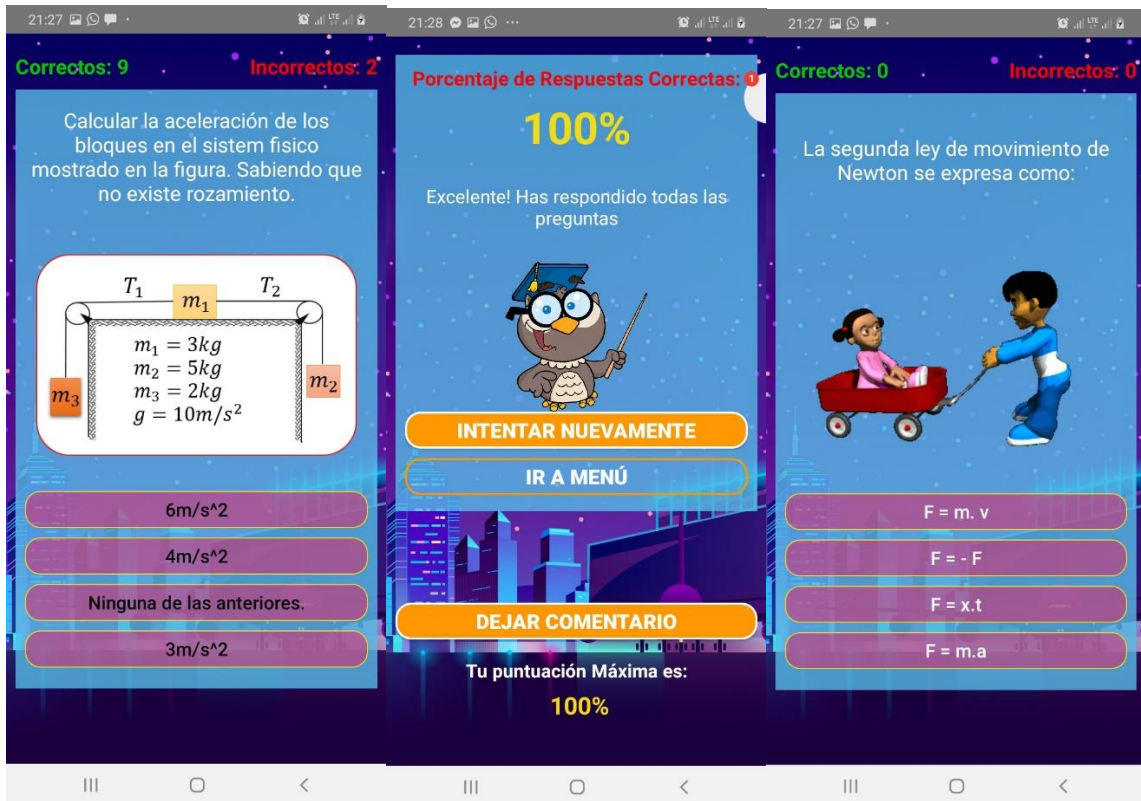 21:27
Correctos: 9
Incorrectos: 2
Calcular la aceleración de los
bloques en el sistem fisico
mostrado en la figura. Sabiendo que
no existe rozamiento.
T₁
m₁
T₂
m₁ = 3kg
m₂ = 5kg
m₃ = 2kg
g = 10m/s²
m₃
m₂
6m/s^2
4m/s^2
Ninguna de las anteriores.
3m/s^2
21:28
LTE
Porcentaje de Respuestas Correctas:
1
100%
Excelente! Has respondido todas las
preguntas
INTENTAR NUEVAMENTE
IR A MENÚ
DEJAR COMENTARIO
Tu puntuación Máxima es:
100%
21:27
LTE
Correctos: 0
Incorrectos: 0
La segunda ley de movimiento de
Newton se expresa como:
F = m. v
F = - F
F = x.t
F = m.a